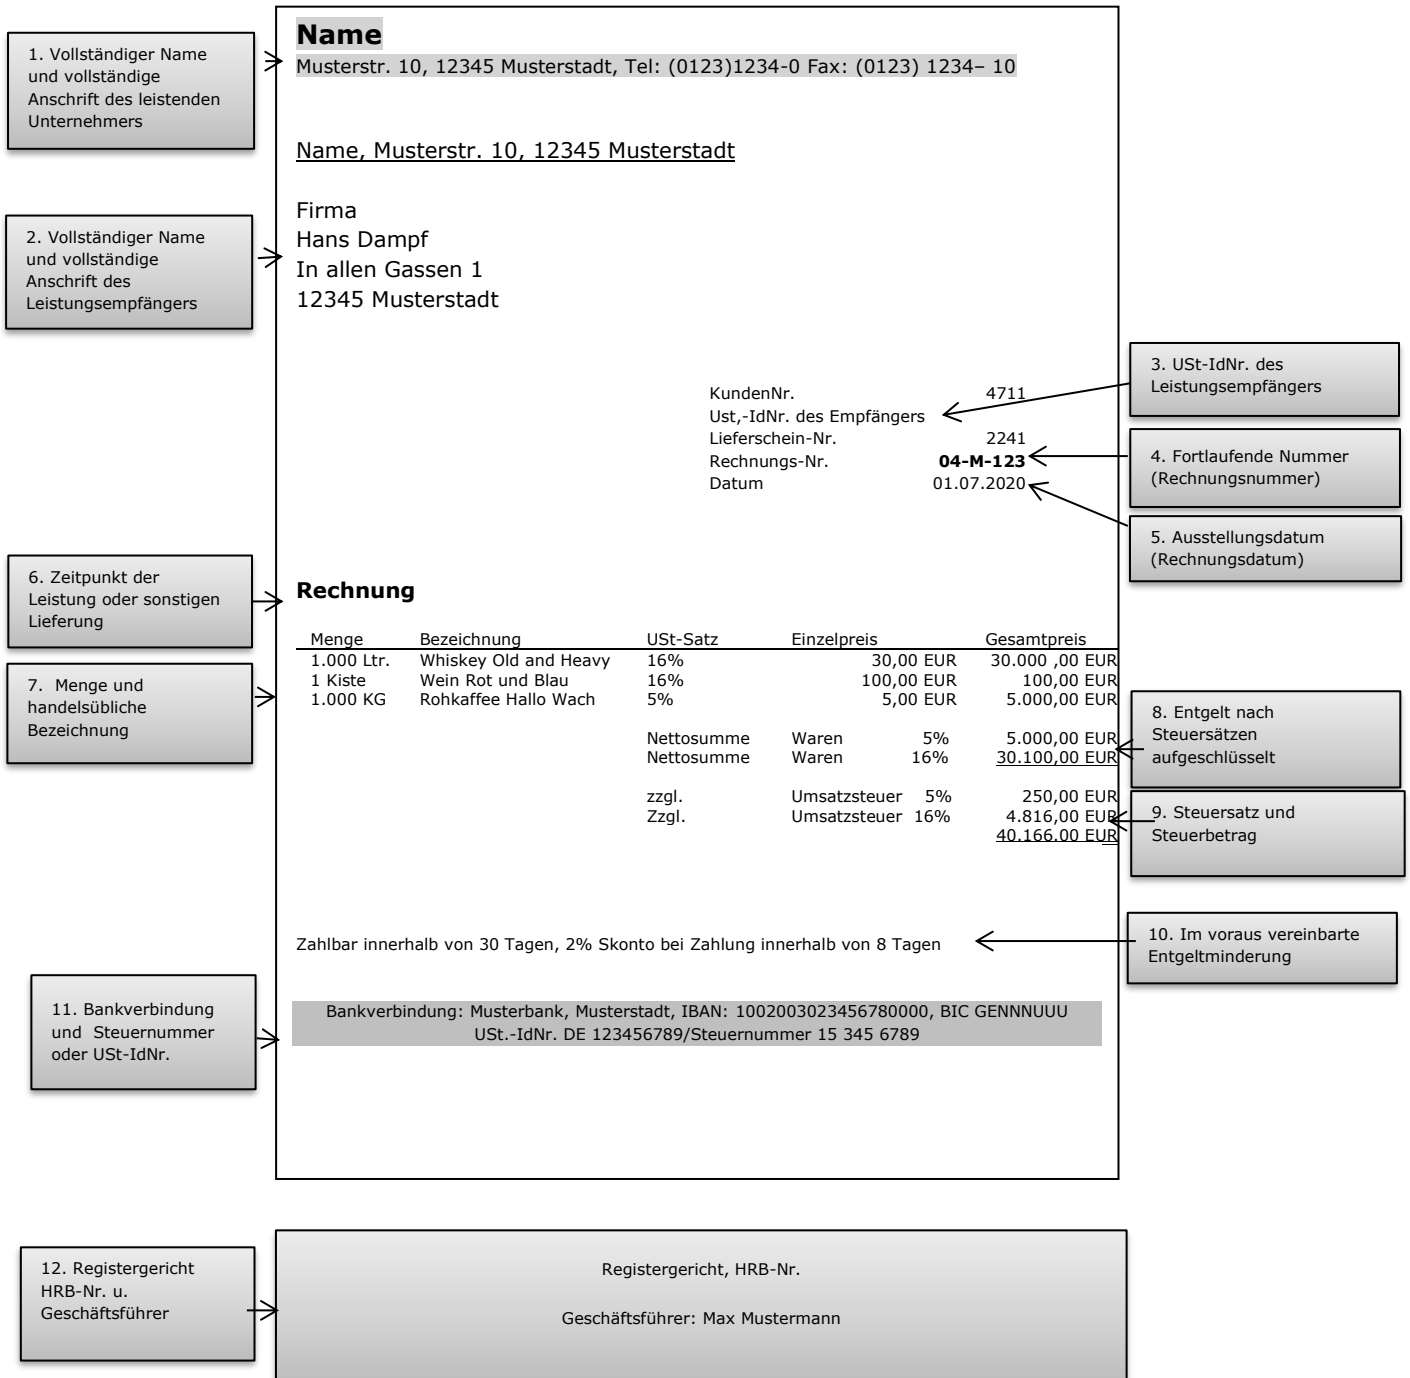 Name
Musterstr. 10, 12345 Musterstadt, Tel: (0123)1234-0 Fax: (0123) 1234– 10
1. Vollständiger Name
und vollständige
Anschrift des leistenden
Unternehmers
Name, Musterstr. 10, 12345 Musterstadt
Firma
Hans Dampf
In allen Gassen 1
12345 Musterstadt
2. Vollständiger Name
und vollständige
Anschrift des
Leistungsempfängers
KundenNr. 4711
Ust,-IdNr. des Empfängers
Lieferschein-Nr. 2241
Rechnungs-Nr. 04-M-123
Datum 01.07.2020
3. USt-IdNr. des
Leistungsempfängers
4. Fortlaufende Nummer
(Rechnungsnummer)
5. Ausstellungsdatum
(Rechnungsdatum)
6. Zeitpunkt der
Leistung oder sonstigen
Lieferung
Rechnung
Menge Bezeichnung USt-Satz Einzelpreis Gesamtpreis
1.000 Ltr. Whiskey Old and Heavy 16% 30,00 EUR 30.000 ,00 EUR
1 Kiste Wein Rot und Blau 16% 100,00 EUR 100,00 EUR
1.000 KG Rohkaffee Hallo Wach 5% 5,00 EUR 5.000,00 EUR
7. Menge und
handelsübliche
Bezeichnung
Nettosumme Waren 5% 5.000,00 EUR
Nettosumme Waren 16% 30.100,00 EUR
8. Entgelt nach
Steuersätzen
aufgeschlüsselt
zzgl. Umsatzsteuer 5% 250,00 EUR
Zzgl. Umsatzsteuer 16% 4.816,00 EUR
40.166.00 EUR
9. Steuersatz und
Steuerbetrag
Zahlbar innerhalb von 30 Tagen, 2% Skonto bei Zahlung innerhalb von 8 Tagen
10. Im voraus vereinbarte
Entgeltminderung
11. Bankverbindung
und Steuernummer
oder USt-IdNr.
Bankverbindung: Musterbank, Musterstadt, IBAN: 1002003023456780000, BIC GENNNUUU
USt.-IdNr. DE 123456789/Steuernummer 15 345 6789
12. Registergericht
HRB-Nr. u.
Geschäftsführer
Registergericht, HRB-Nr.
Geschäftsführer: Max Mustermann